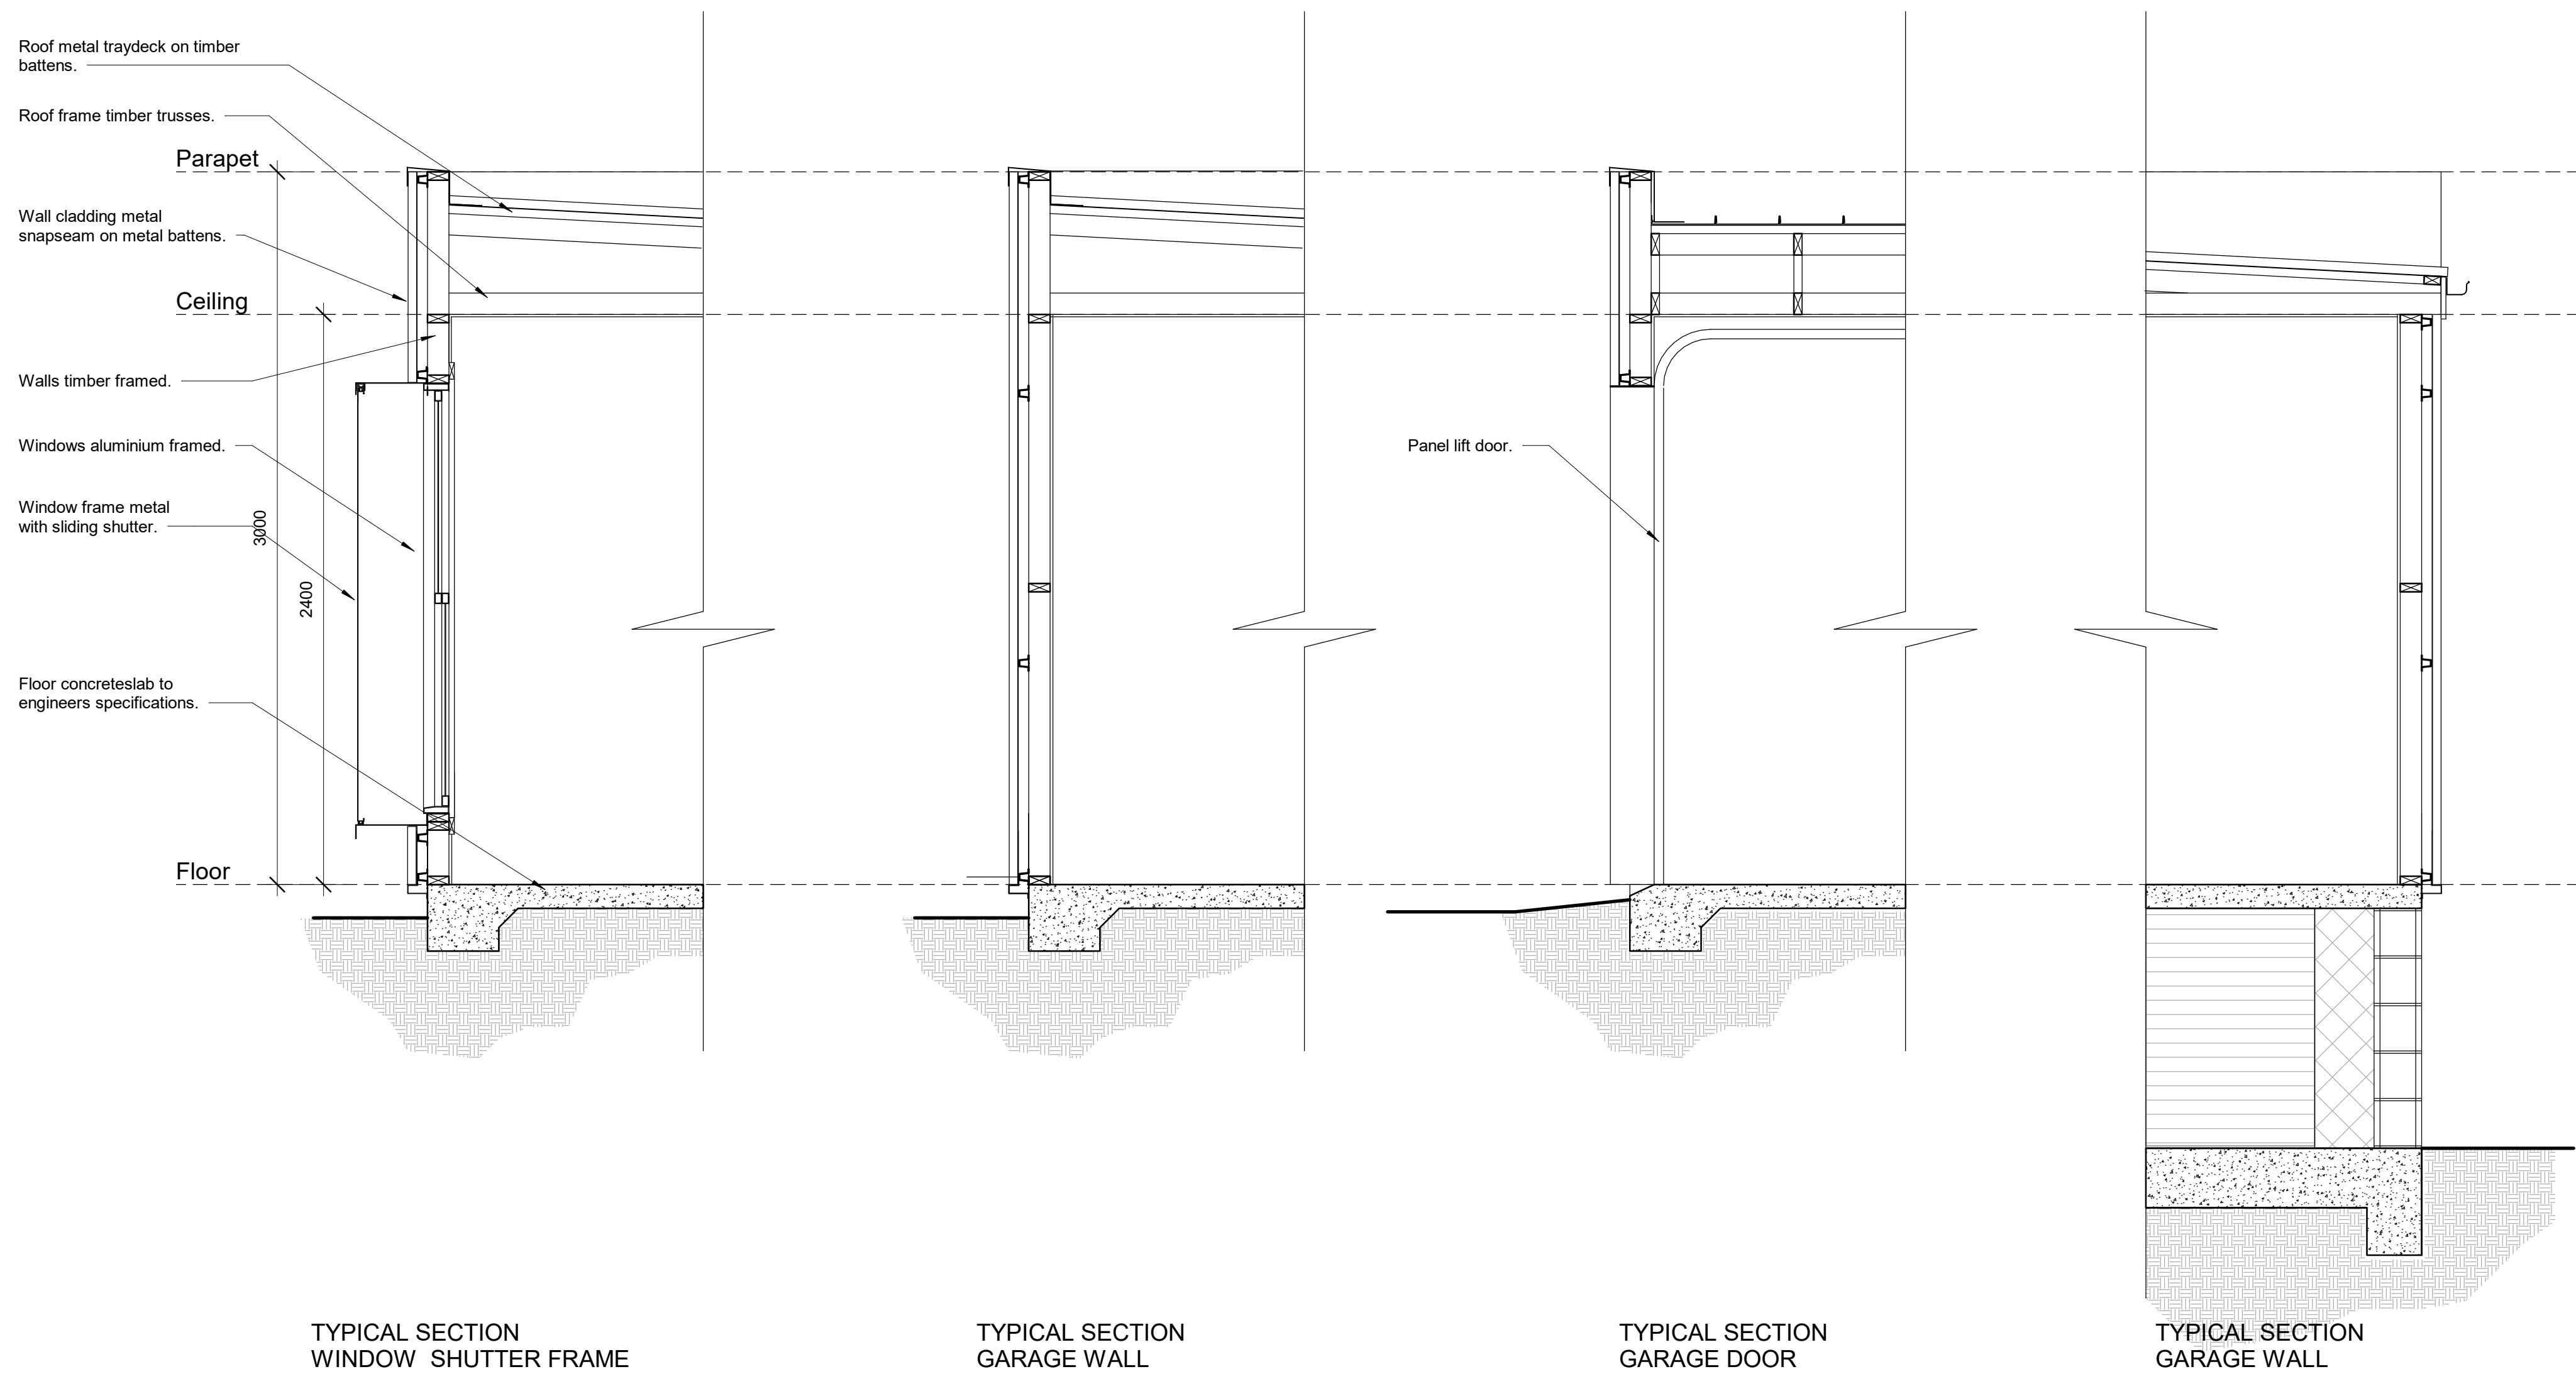 Roof metal traydeck on timber
battens.
Roof frame timber trusses.
Parapet
Wall cladding metal
snapseam on metal battens.
Ceiling
Walls timber framed.
Windows aluminium framed.
Panel lift door.
Window frame metal
with sliding shutter.
3000
2400
Floor concreteslab to
engineers specifications.
Floor
TYPICAL SECTION
WINDOW  SHUTTER FRAME
TYPICAL SECTION
GARAGE WALL
TYPICAL SECTION
GARAGE DOOR
TYPICAL SECTION
GARAGE WALL